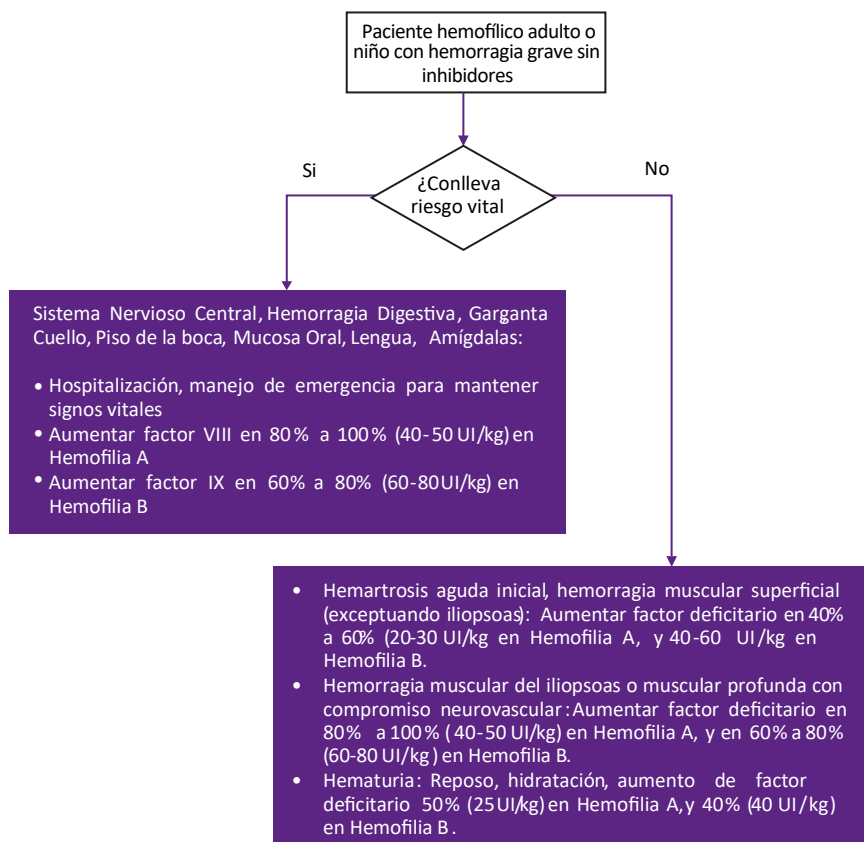 Paciente hemofílico adulto o
niño con hemorragia grave sin
inhibidores
Si
¿Conlleva
riesgo vital
No
Sistema Nervioso Central, Hemorragia Digestiva, Garganta
Cuello, Piso de la boca, Mucosa Oral, Lengua, Amígdalas:
• Hospitalización, manejo de emergencia para mantener
signos vitales
• Aumentar factor VIII en 80% a 100% (40-50 UI/kg) en
Hemofilia A
• Aumentar factor IX en 60% a 80% (60-80UI/kg) en
Hemofilia B
• Hemartrosis aguda inicial, hemorragia muscular superficial
(exceptuando iliopsoas): Aumentar factor deficitario en 40%
a 60% (20-30 UI/kg en Hemofilia A, y 40-60 UI/kg en
Hemofilia B.
• Hemorragia muscular del iliopsoas o muscular profunda con
compromiso neurovascular: Aumentar factor deficitario en
80% a 100% (40-50 UI/kg) en Hemofilia A, y en 60% a 80%
(60-80 UI/kg) en Hemofilia B.
• Hematuria: Reposo, hidratación, aumento de factor
deficitario 50% (25UI/kg) en Hemofilia A, y 40% (40 UI/kg)
en Hemofilia B.